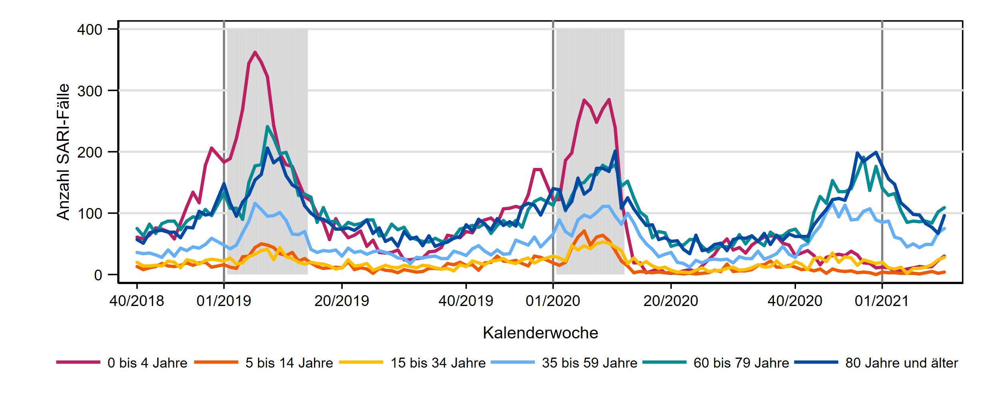 400
300
200
100
0
Anzahl SARI-Fälle
40/2018 01/2019 20/2019 40/2019 01/2020 20/2020 40/2020 01/2021
Kalenderwoche
0 bis 4 Jahre 5 bis 14 Jahre 15 bis 34 Jahre 35 bis 59 Jahre 60 bis 79 Jahre 80 Jahre und älter